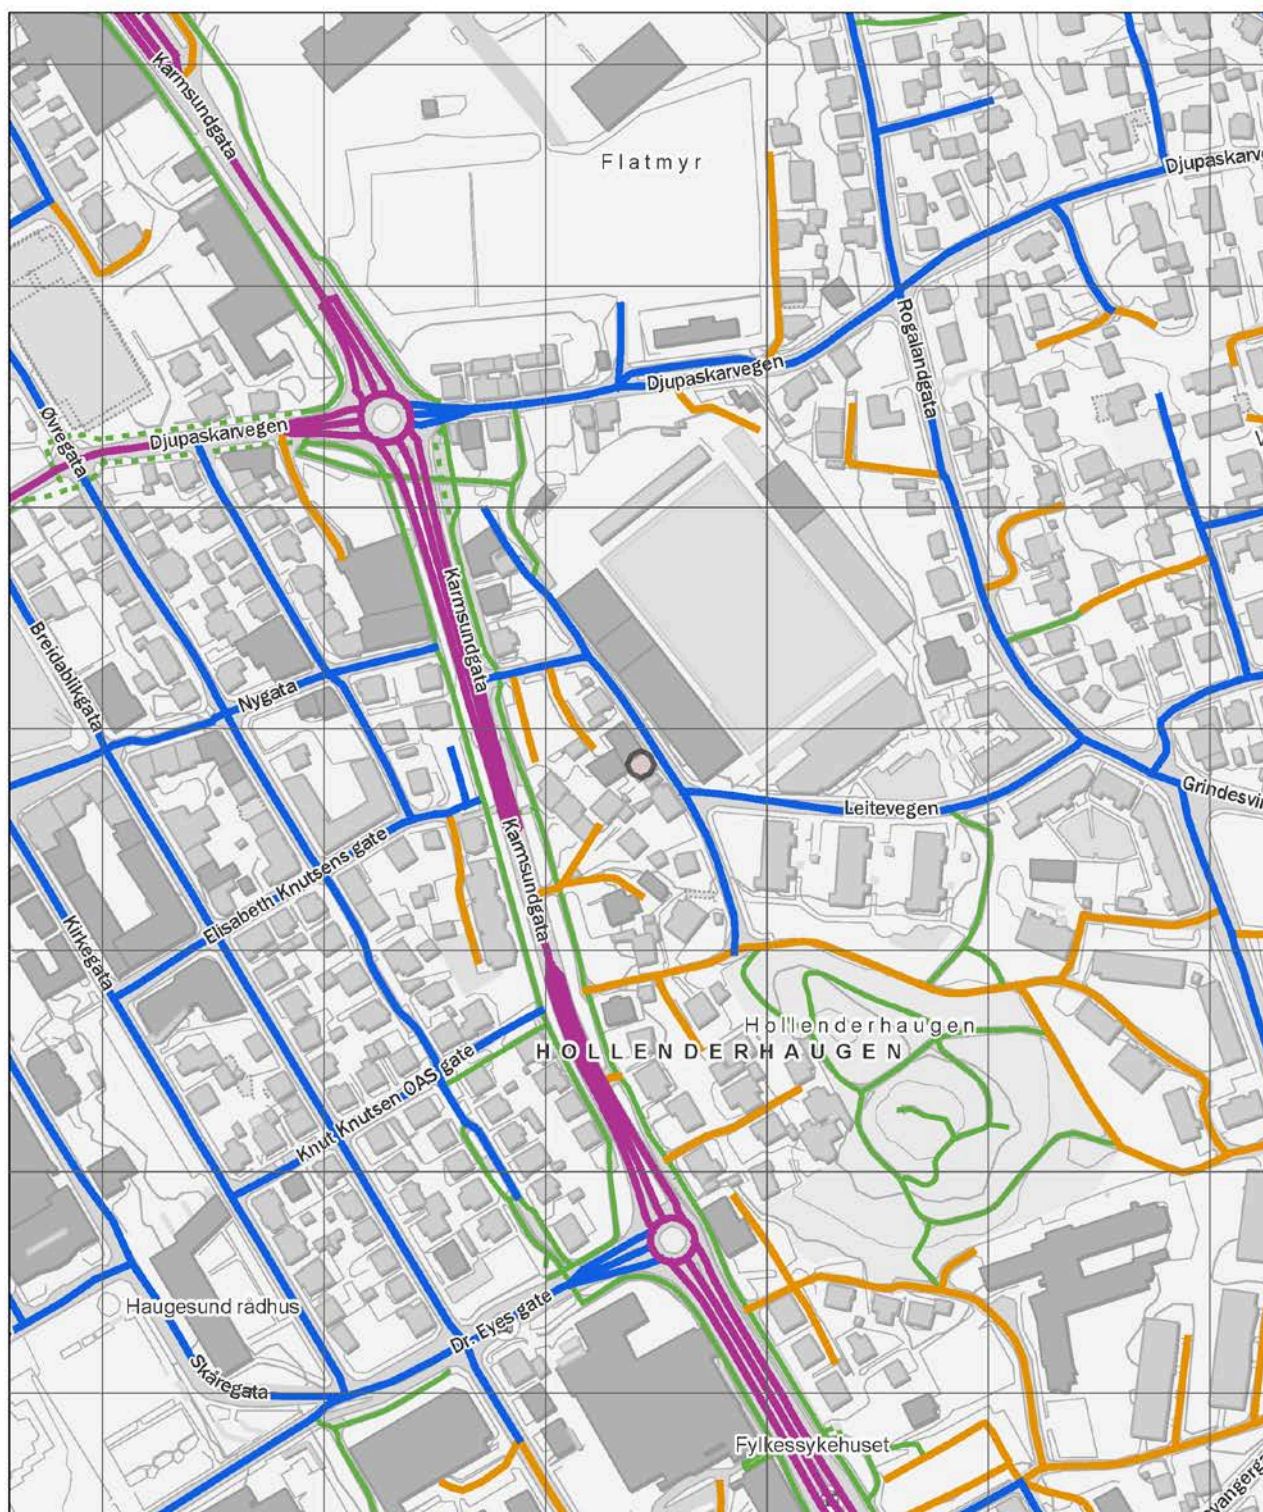 Karmsundgata
Flatmyr
Djupaskarve
Rogalandgata
Djupaskarvegen
Øvregata
Djupaskarvegen
Karmsundgata
Breidablikgata
Nygata
Grindesvi
Leitevegen
Karmsundgata
Elisabeth Knutsens gate
Kirkegata
Hollenderhaugen
HOLLENDERHAUGEN
Knut Knutsen OAS gate
Haugesund rådhus
Dr. Eyes gate
Skåregata
Fylkessykehuset